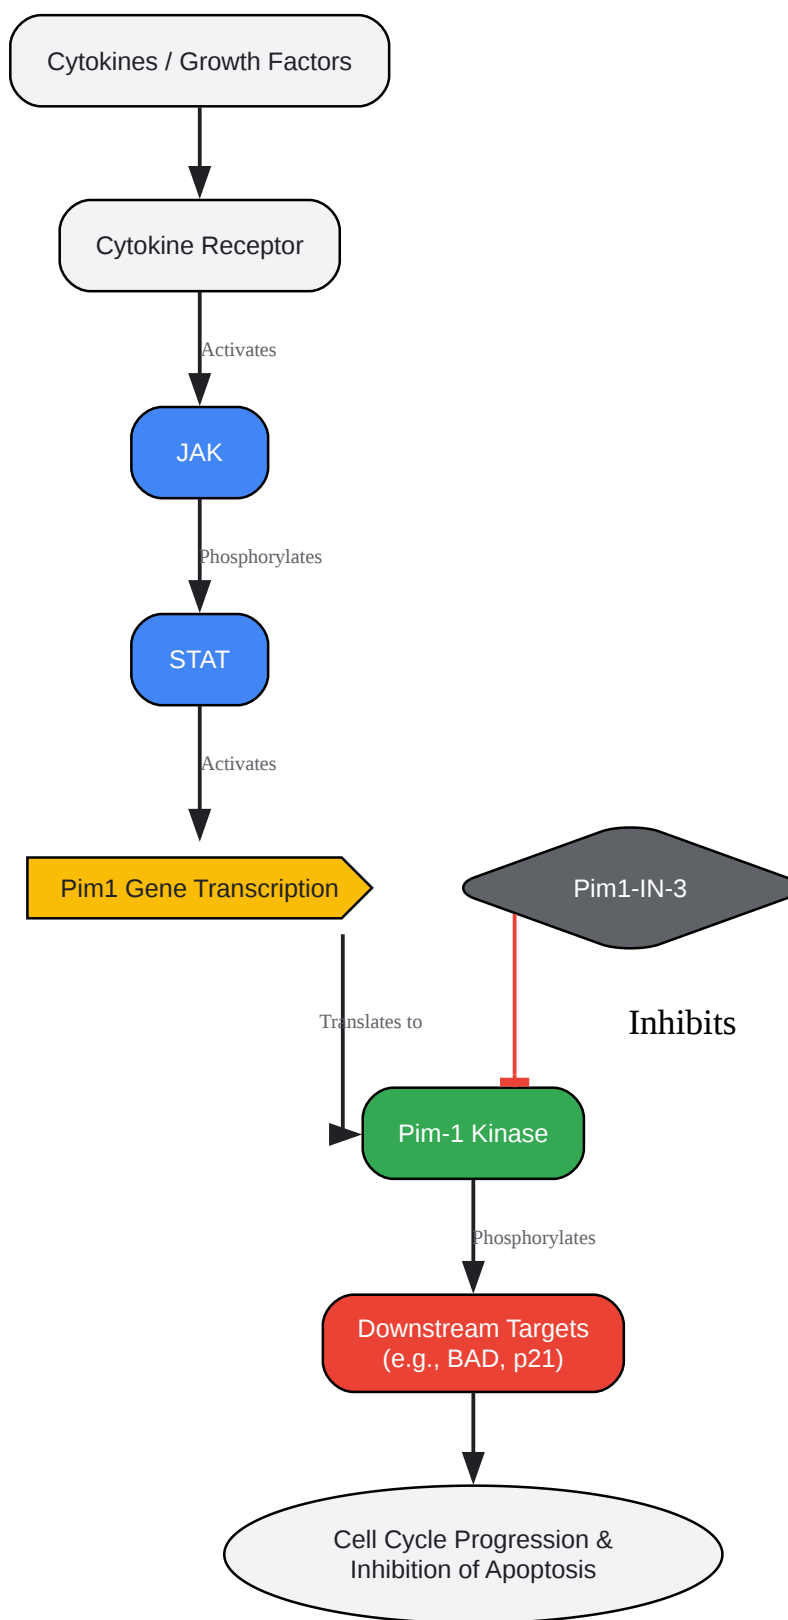 Cytokines / Growth Factors
Cytokine Receptor
Activates
JAK
Phosphorylates
STAT
Activates
Pim1 Gene Transcription
Pim1-IN-3
Translates to
Inhibits
Pim-1 Kinase
Phosphorylates
Downstream Targets
(e.g., BAD, p21)
Cell Cycle Progression &
Inhibition of Apoptosis